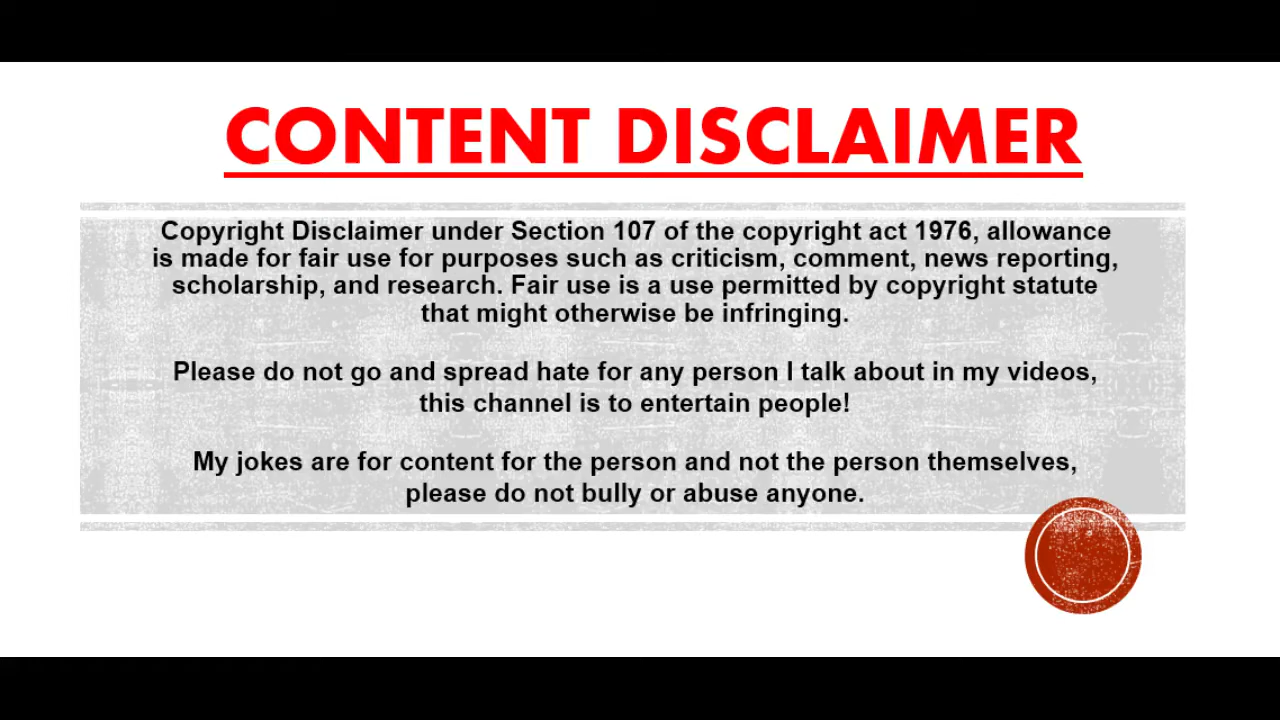 CONTENT DISCLAIMER
Copyright Disclaimer under Section 107 of the copyright act 1976, allowance
is made for fair use for purposes such as criticism, comment, news reporting,
scholarship, and research. Fair use is a use permitted by copyright statute
that might otherwise be infringing.
Please do not go and spread hate for any person I talk about in my videos,
this channel is to entertain people!
My jokes are for content for the person and not the person themselves,
please do not bully or abuse anyone.